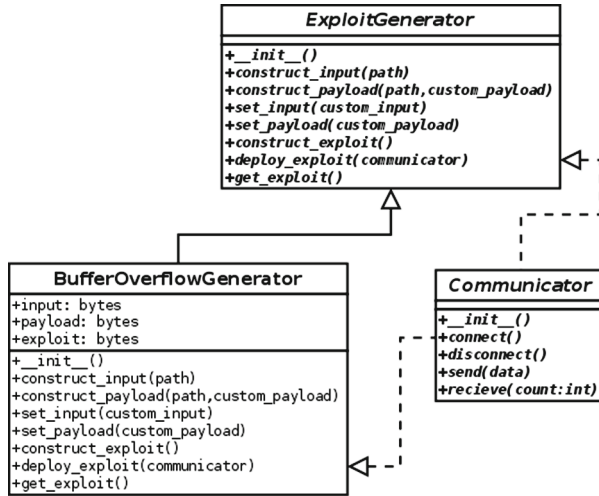 ExploitGenerator
+__init__()
+construct_input(path)
+construct_payload(path,custom_payload)
+set_input(custom_input)
+set_payload(custom_payload)
+construct_exploit()
+deploy_exploit(communicator)
+get_exploit()
BufferOverflowGenerator
+input: bytes
+payload: bytes
+exploit: bytes
+__init__()
+construct_input(path)
+construct_payload(path,custom_payload)
+set_input(custom_input)
+set_payload(custom_payload)
+construct_exploit()
+deploy_exploit(communicator)
+get_exploit()
Communicator
+__init__()
+connect()
+disconnect()
+send(data)
+recieve(count:int)